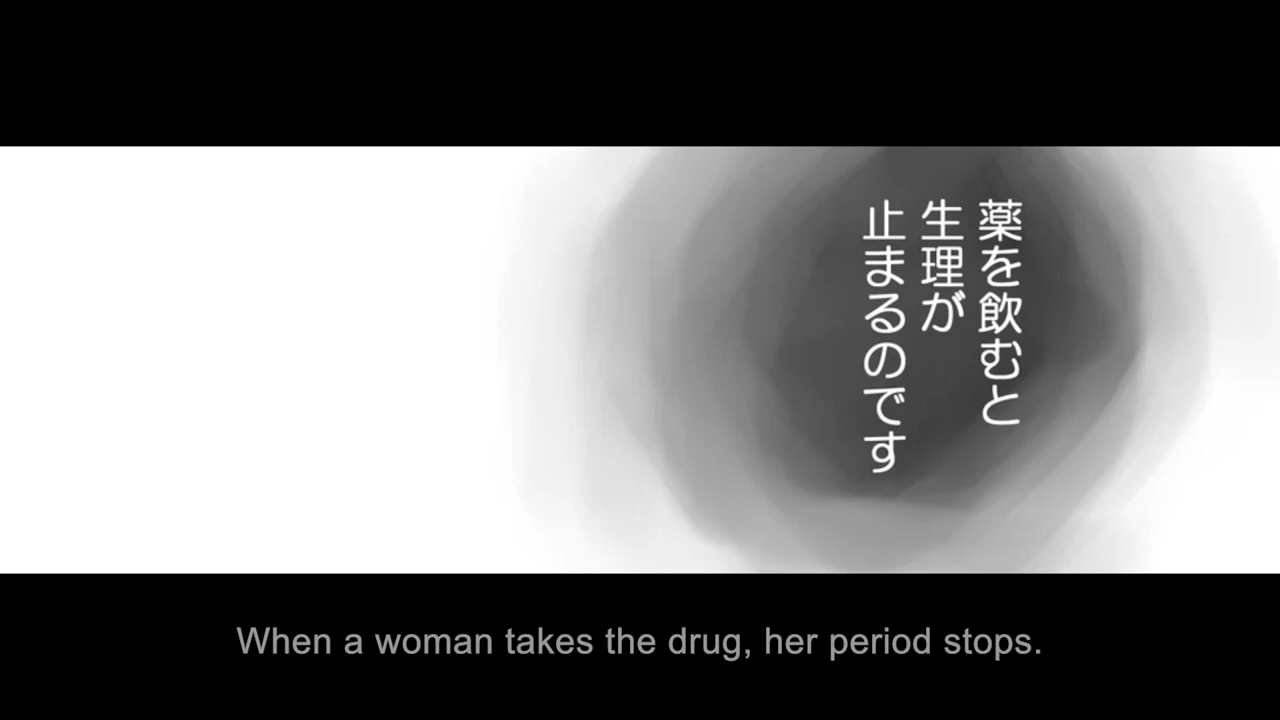 薬を飲むと
生理が
止まるのです
When a woman takes the drug, her period stops.